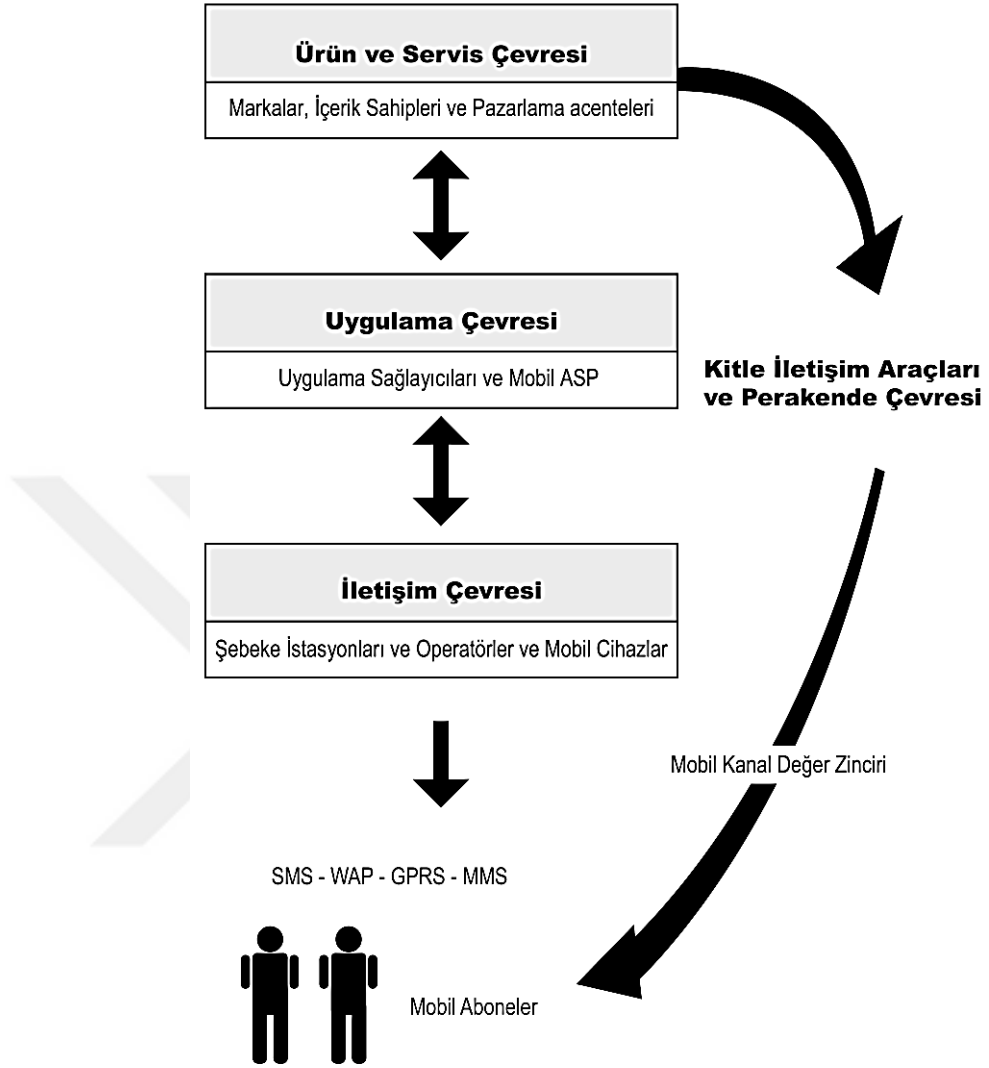 Ürün ve Servis Çevresi
Markalar, İçerik Sahipleri ve Pazarlama acenteleri
Uygulama Çevresi
Uygulama Sağlayıcıları ve Mobil ASP
Kitle İletişim Araçları
ve Perakende Çevresi
İletişim Çevresi
Şebeke İstasyonları ve Operatörler ve Mobil Cihazlar
Mobil Kanal Değer Zinciri
SMS - WAP - GPRS - MMS
Mobil Aboneler